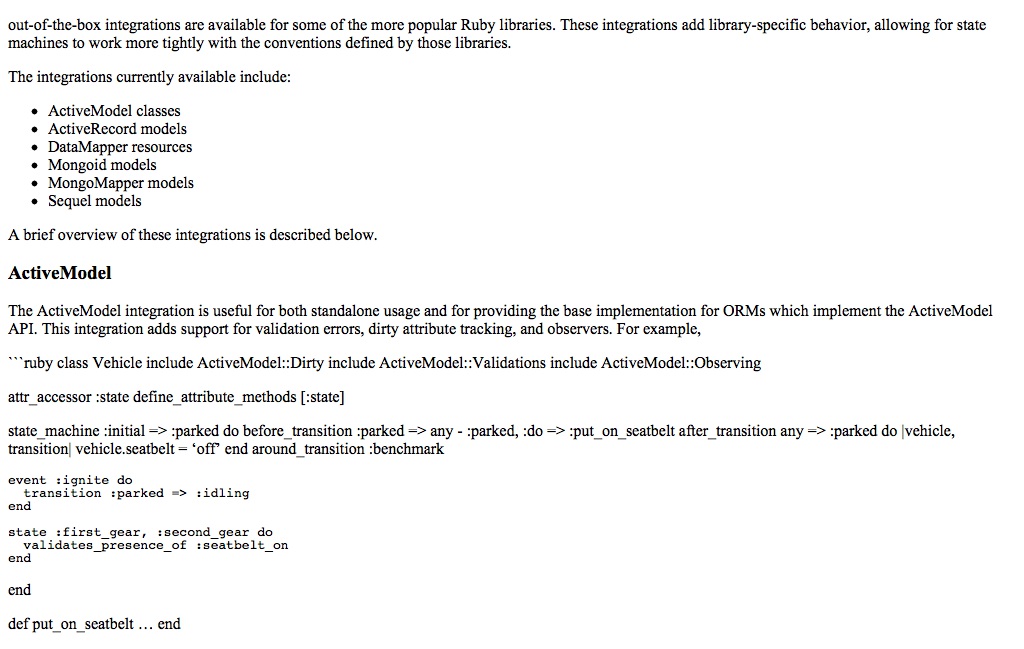 out-of-the-box integrations are available for some of the more popular Ruby libraries. These integrations add library-specific behavior, allowing for state
machines to work more tightly with the conventions defined by those libraries.
The integrations currently available include:
• ActiveModel classes
• ActiveRecord models
• DataMapper resources
• Mongoid models
• MongoMapper models
• Sequel models
A brief overview of these integrations is described below.
ActiveModel
The ActiveModel integration is useful for both standalone usage and for providing the base implementation for ORMs which implement the ActiveModel
API. This integration adds support for validation errors, dirty attribute tracking, and observers. For example,
```ruby class Vehicle include ActiveModel::Dirty include ActiveModel::Validations include ActiveModel::Observing
attr_accessor :state define_attribute_methods [:state]
state_machine :initial => :parked do before_transition :parked => any - :parked, :do => :put_on_seatbelt after_transition any => :parked do |vehicle,
transition| vehicle.seatbelt = ‘off’ end around_transition :benchmark
event :ignite do
  transition :parked => :idling
end
state :first_gear, :second_gear do
  validates_presence_of :seatbelt_on
end
end
def put_on_seatbelt … end